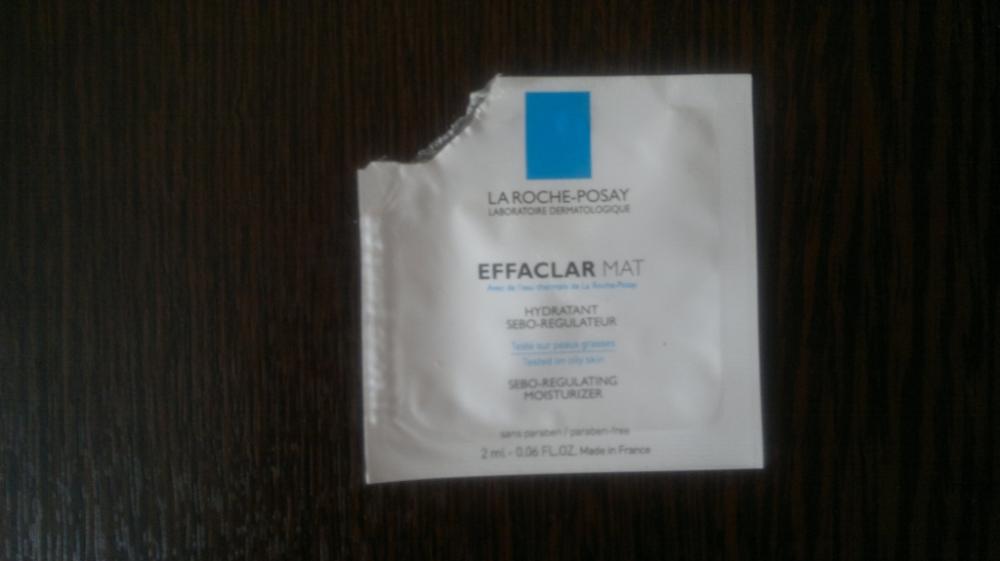 LA ROCHE-POSAY
LABORATOIRE DERMATOLOGIQUE
EFFACLAR MAT
Avec de l'eau thermale de La Roche-Posay
HYDRATANT
SEBO-REGULATEUR
Testé sur peaux grasses
Tested on oily skin
SEBO-REGULATING
MOISTURIZER
sans paraben / paraben-free
2 ml - 0.06 FL.OZ. Made in France